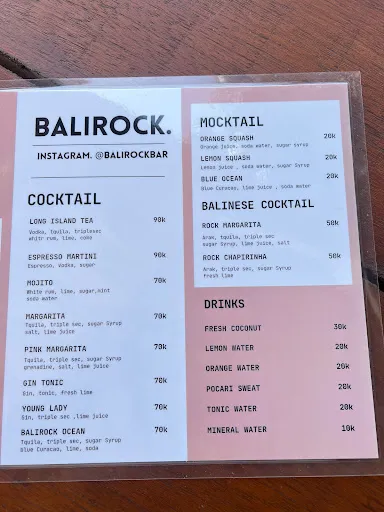 BALIROCK.
INSTAGRAM. @BALIROCKBAR
COCKTAIL
LONG ISLAND TEA 90k
Vodka, tquila, triplesec
whitr rum, lime, coma
ESPRESSO MARTINI 90k
Espresso, vodka, sugar
MOJITO 70k
White rum, lime, sugar,mint
soda water
MARGARITA 70k
Tquila, triple sec, sugar Syrup
salt, lime juice
PINK MARGARITA 70k
Tquila, triple sec, sugar Syrup
grenadine, salt, lime juice
GIN TONIC 70k
Gin, tonic, fresh lime
YOUNG LADY 70k
Gin, triple sec ,lime juice
BALIROCK OCEAN 70k
Tquila, triple sec, sugar Syrup
blue Curacao, lime, soda
MOCKTAIL
ORANGE SQUASH 20k
Orange juice, soda water, sugar syrup
LEMON SQUASH 20k
Lemon juice , soda water, sugar Syrup
BLUE OCEAN 20k
Blue Curacao, lime juice , soda water
BALINESE COCKTAIL
ROCK MARGARITA 50k
Arak, tquila, triple sec
sugar Syrup, lime juice, salt
ROCK CHAPIRINHA 50k
Arak, triple sec, sugar Syrup
Fresh lime
DRINKS
FRESH COCONUT 30k
LEMON WATER 20k
ORANGE WATER 20k
POCARI SWEAT 20k
TONIC WATER 20k
MINERAL WATER 10k